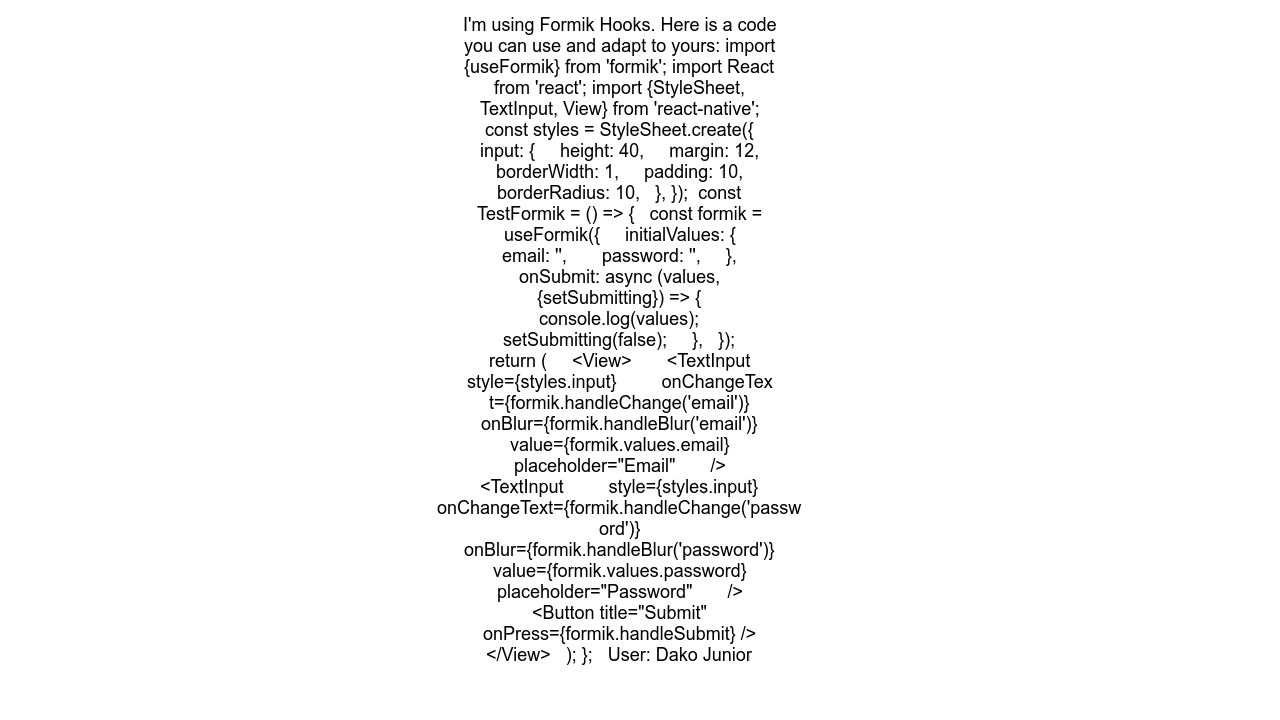 I'm using Formik Hooks. Here is a code
you can use and adapt to yours: import
{useFormik} from 'formik'; import React
from 'react'; import {StyleSheet,
TextInput, View} from 'react-native';
const styles = StyleSheet.create({
input: {     height: 40,     margin: 12,
borderWidth: 1,     padding: 10,
borderRadius: 10,   }, });  const
TestFormik = () => {   const formik =
useFormik({     initialValues: {
email: '',       password: '',     },
onSubmit: async (values,
{setSubmitting}) => {
console.log(values);
setSubmitting(false);     },   });
return (     <View>       <TextInput
style={styles.input}         onChangeTex
t={formik.handleChange('email')}
onBlur={formik.handleBlur('email')}
value={formik.values.email}
placeholder="Email"       />
<TextInput         style={styles.input}
onChangeText={formik.handleChange('passw
ord')}
onBlur={formik.handleBlur('password')}
value={formik.values.password}
placeholder="Password"       />
<Button title="Submit"
onPress={formik.handleSubmit} />
</View>   ); };   User: Dako Junior